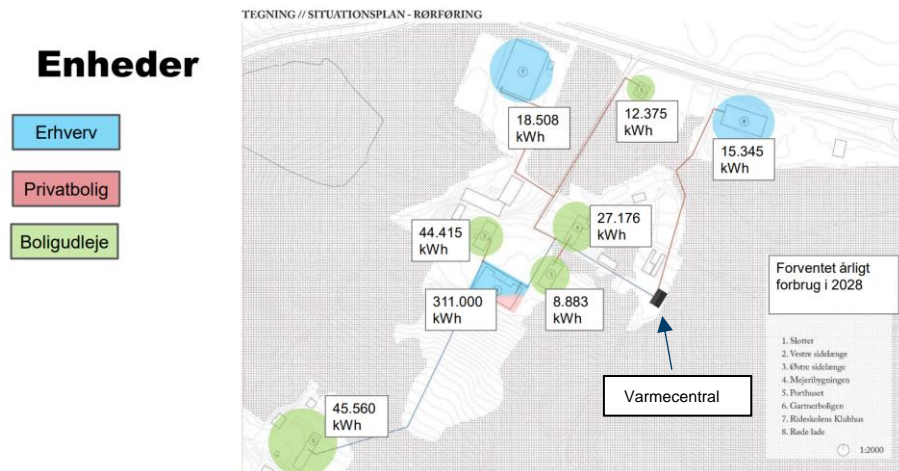 TEGNING // SITUATIONSPLAN - RØRFØRING
Enheder
Erhverv
Privatbolig
Boligudleje
18.508
kWh
12.375
kWh
15.345
kWh
44.415
kWh
27.176
kWh
311.000
kWh
8.883
kWh
45.560
kWh
Varmecentral
Forventet årligt
forbrug i 2028
1. Slottet
2. Vestre sidelænge
3. Østre sidelænge
4. Mejeribygningen
5. Porthuset
6. Gartnerboligen
7. Rideskolens Klubhus
8. Røde lade
1:2000